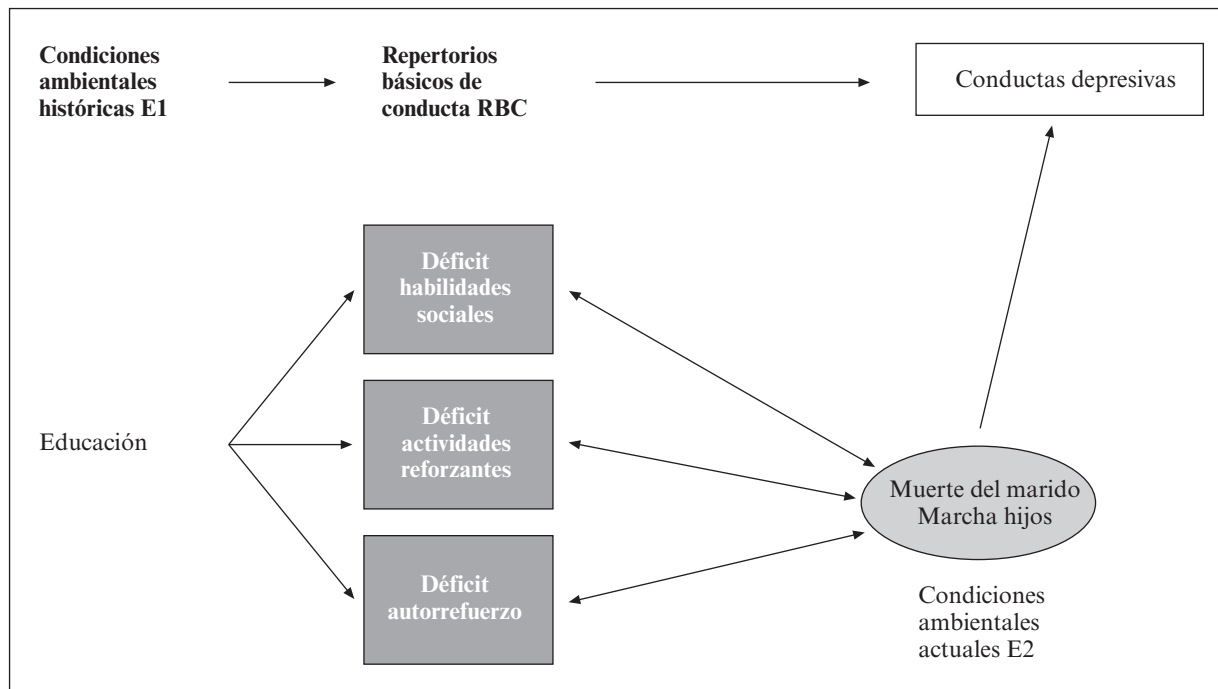 Condiciones
ambientales
históricas E1
Repertorios
básicos de
conducta RBC
Conductas depresivas
Déficit
habilidades
sociales
Educación
Déficit
actividades
reforzantes
Déficit
autorrefuerzo
Muerte del marido
Marcha hijos
Condiciones
ambientales
actuales E2